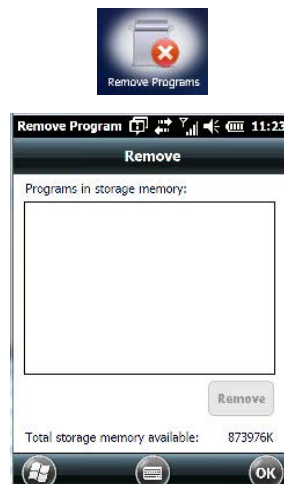 Remove Programs
Remove Program 11:23
Remove
Programs in storage memory:
Remove
Total storage memory available: 873976K
OK